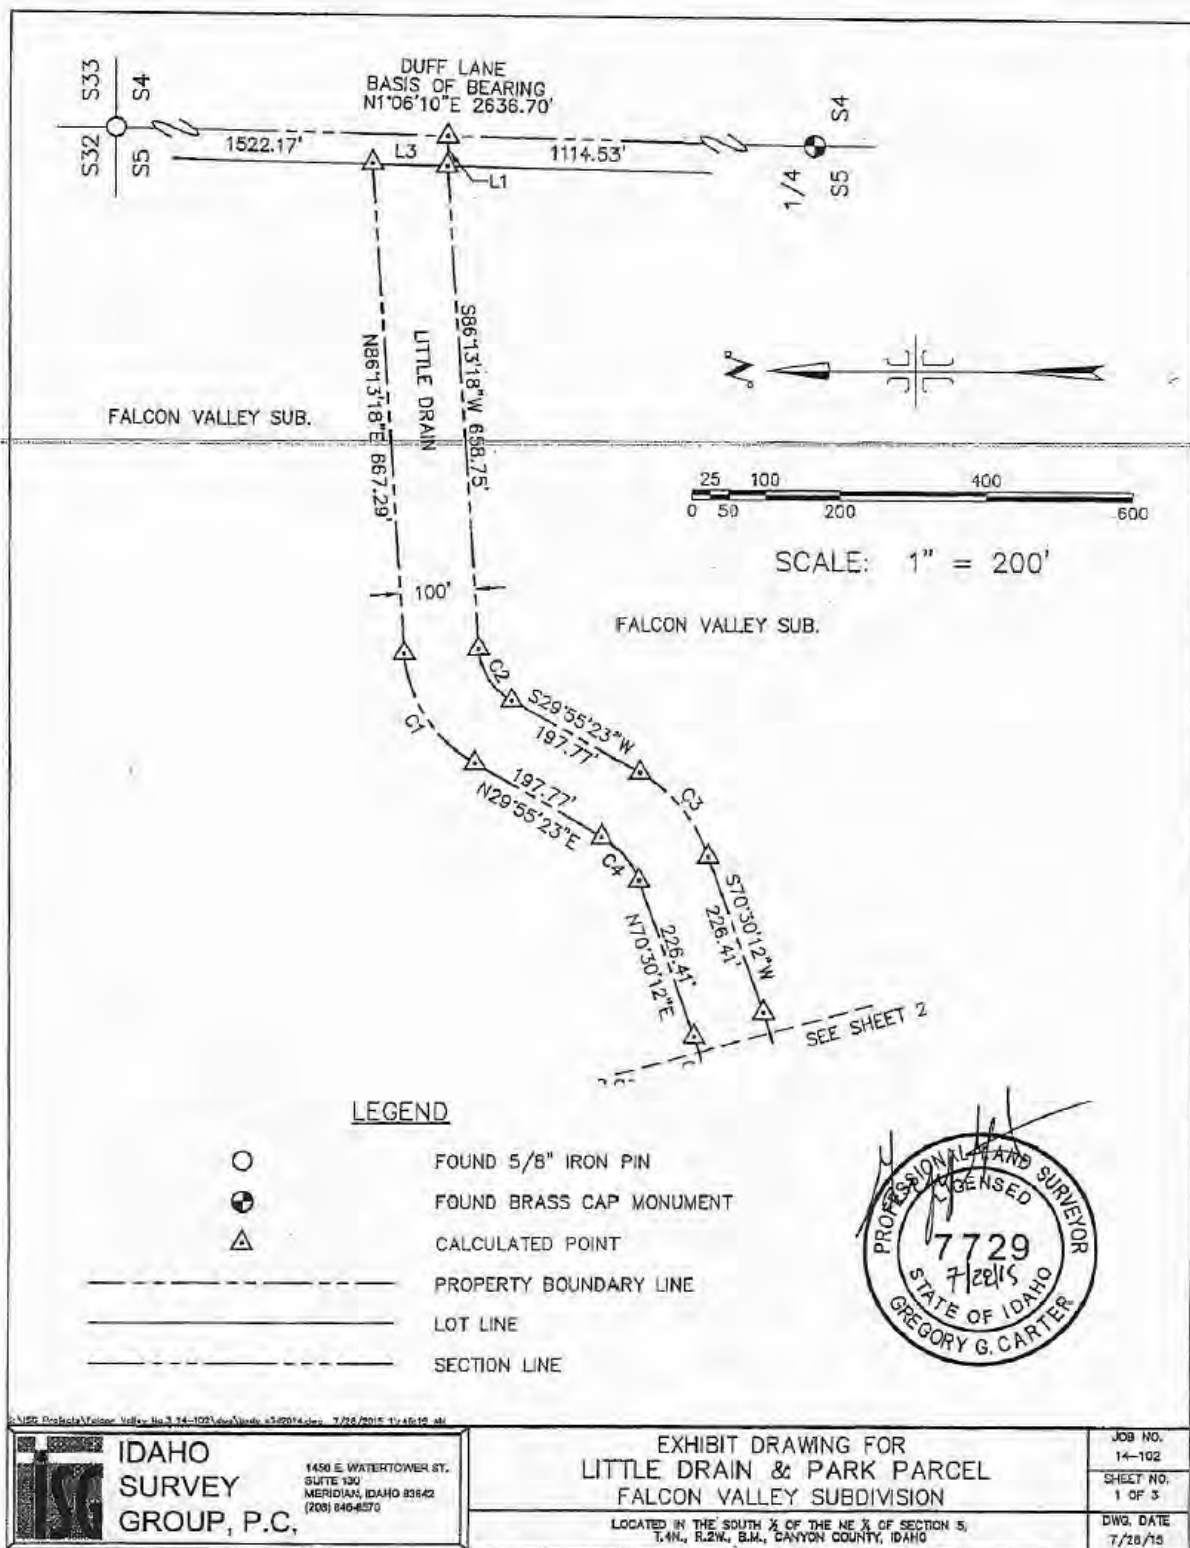 DUFF LANE
BASIS OF BEARING
N1°06'10"E 2636.70'
S33
S4
S32
S5
1522.17'
L3
L1
1114.53'
S4
1/4
S5
N86°13'18"E 667.29'
LITTLE DRAIN
S86°13'18"W 658.75'
FALCON VALLEY SUB.
N
25 100 400
0 50 200 600
SCALE: 1" = 200'
100'
FALCON VALLEY SUB.
C2
C1
S29°55'23"W
197.77'
197.77'
N29°55'23"E
C3
C4
S70°30'12"W
226.41'
226.41'
N70°30'12"E
SEE SHEET 2
LEGEND
FOUND 5/8" IRON PIN
FOUND BRASS CAP MONUMENT
CALCULATED POINT
PROPERTY BOUNDARY LINE
LOT LINE
SECTION LINE
PROFESSIONAL LAND SURVEYOR
LICENSED
7729
7/28/15
STATE OF IDAHO
GREGORY G. CARTER
ISG
IDAHO
SURVEY
GROUP, P.C.
1450 E. WATERTOWER ST.
SUITE 130
MERIDIAN, IDAHO 83642
(208) 846-8570
EXHIBIT DRAWING FOR
LITTLE DRAIN & PARK PARCEL
FALCON VALLEY SUBDIVISION
LOCATED IN THE SOUTH ½ OF THE NE ¼ OF SECTION 5,
T.4N., R.2W., B.M., CANYON COUNTY, IDAHO
JOB NO.
14-102
SHEET NO.
1 OF 3
DWG. DATE
7/28/15